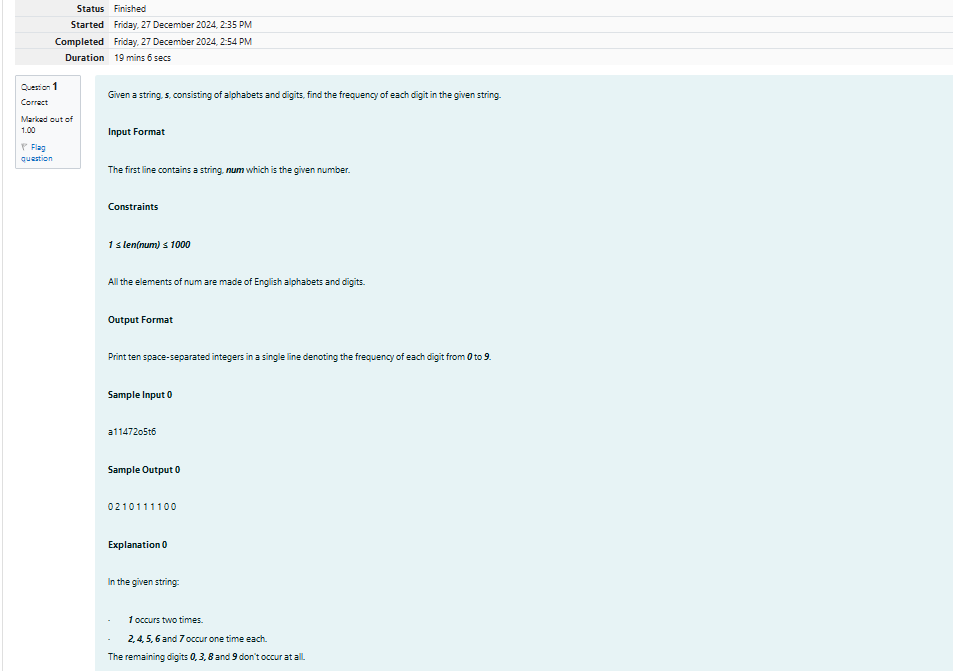 Status Finished
Started Friday, 27 December 2024, 2:35 PM
Completed Friday, 27 December 2024, 2:54 PM
Duration 19 mins 6 secs
Question 1
Correct
Marked out of
1.00
Flag
question
Given a string, s, consisting of alphabets and digits, find the frequency of each digit in the given string.
Input Format
The first line contains a string, num which is the given number.
Constraints
1 ≤ len(num) ≤ 1000
All the elements of num are made of English alphabets and digits.
Output Format
Print ten space-separated integers in a single line denoting the frequency of each digit from 0 to 9.
Sample Input 0
a11472o5t6
Sample Output 0
0 2 1 0 1 1 1 1 0 0
Explanation 0
In the given string:
· 1 occurs two times.
· 2, 4, 5, 6 and 7 occur one time each.
The remaining digits 0, 3, 8 and 9 don't occur at all.